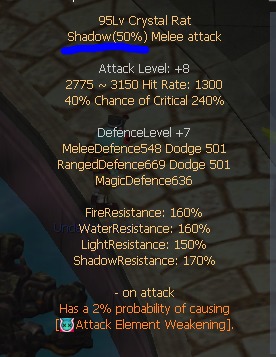 95Lv Crystal Rat
Shadow(50%) Melee attack
Attack Level: +8
2775 ~ 3150 Hit Rate: 1300
40% Chance of Critical 240%
DefenceLevel +7
MeleeDefence548 Dodge 501
RangedDefence669 Dodge 501
MagicDefence636
FireResistance: 160%
WaterResistance: 160%
LightResistance: 150%
ShadowResistance: 170%
- on attack
Has a 2% probability of causing
[Attack Element Weakening].